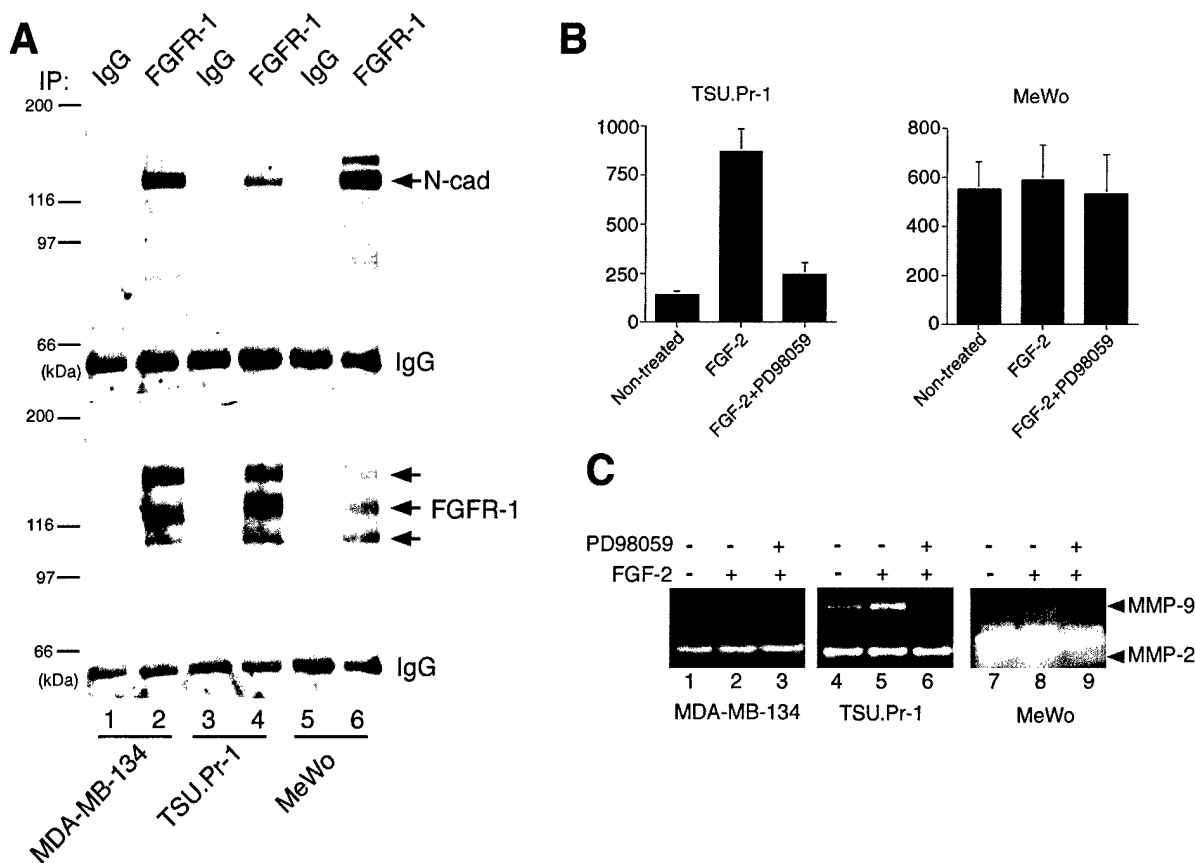 A
IP: IgG FGFR-1 IgG FGFR-1 IgG FGFR-1
200
N-cad
116
97
66
(kDa)
IgG
200
FGFR-1
116
97
66
(kDa)
IgG
1 2 3 4 5 6
MDA-MB-134 TSU.Pr-1 MeWo
B
TSU.Pr-1
1000
750
500
250
0
Non-treated
FGF-2
FGF-2+PD98059
MeWo
800
600
400
600
200
0
Non-treated
FGF-2
FGF-2+PD98059
C
PD98059 - - + - - + - - +
FGF-2 - + + - + + - + +
MMP-9
MMP-2
1 2 3 4 5 6 7 8 9
MDA-MB-134 TSU.Pr-1 MeWo